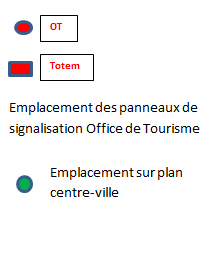 OT
Totem
Emplacement des panneaux de
signalisation Office de Tourisme
Emplacement sur plan
centre-ville